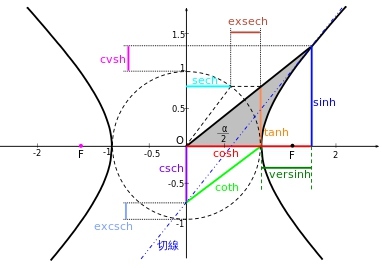 exsech
1.5
cvsh
1
sech
0.5
sinh
tanh
α
2
O
-2
F
-1
-0.5
cosh
F
2
csch
versinh
-0.5
coth
excsch
-1
切線